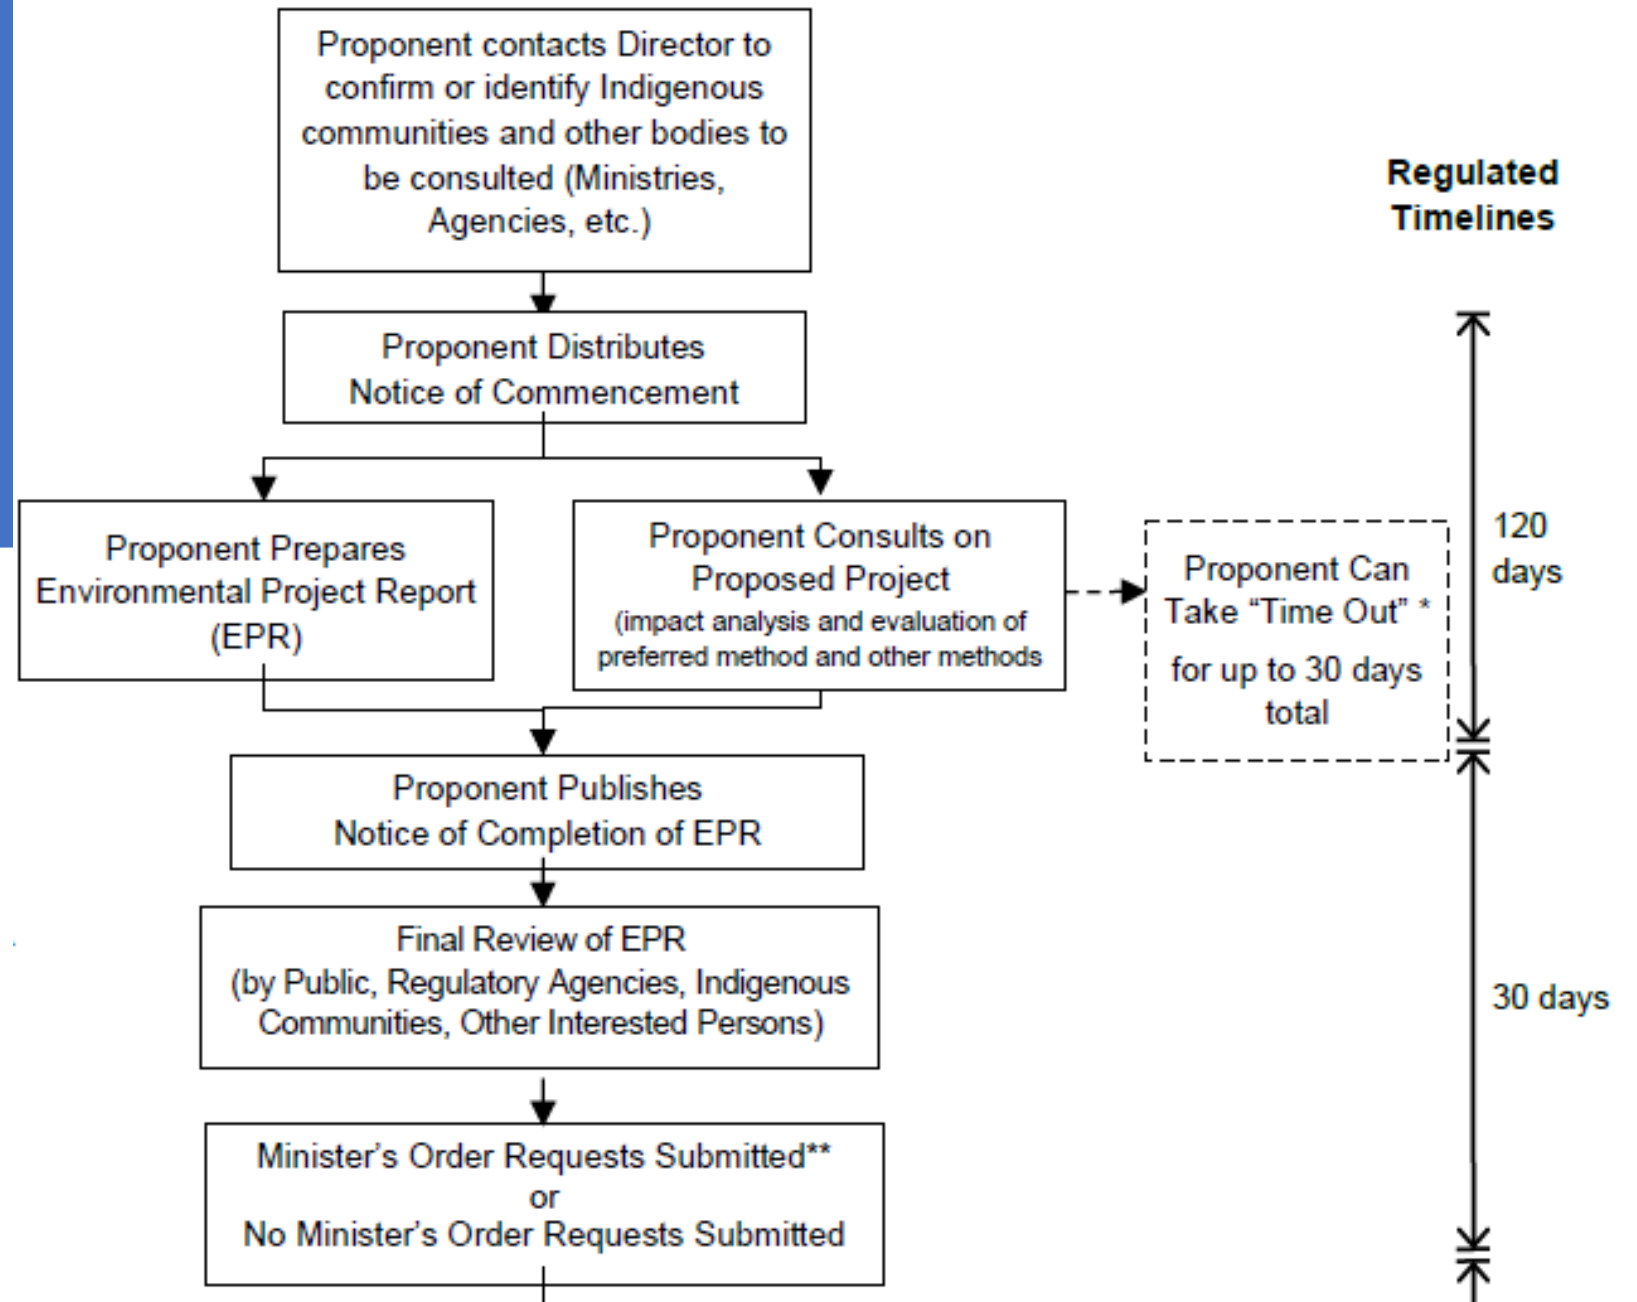 Proponent contacts Director to
confirm or identify Indigenous
communities and other bodies to
be consulted (Ministries,
Agencies, etc.)
Regulated
Timelines
Proponent Distributes
Notice of Commencement
Proponent Prepares
Environmental Project Report
(EPR)
Proponent Consults on
Proposed Project
(impact analysis and evaluation of
preferred method and other methods
Proponent Can
Take “Time Out” *
for up to 30 days
total
120
days
Proponent Publishes
Notice of Completion of EPR
Final Review of EPR
(by Public, Regulatory Agencies, Indigenous
Communities, Other Interested Persons)
30 days
Minister’s Order Requests Submitted**
or
No Minister’s Order Requests Submitted